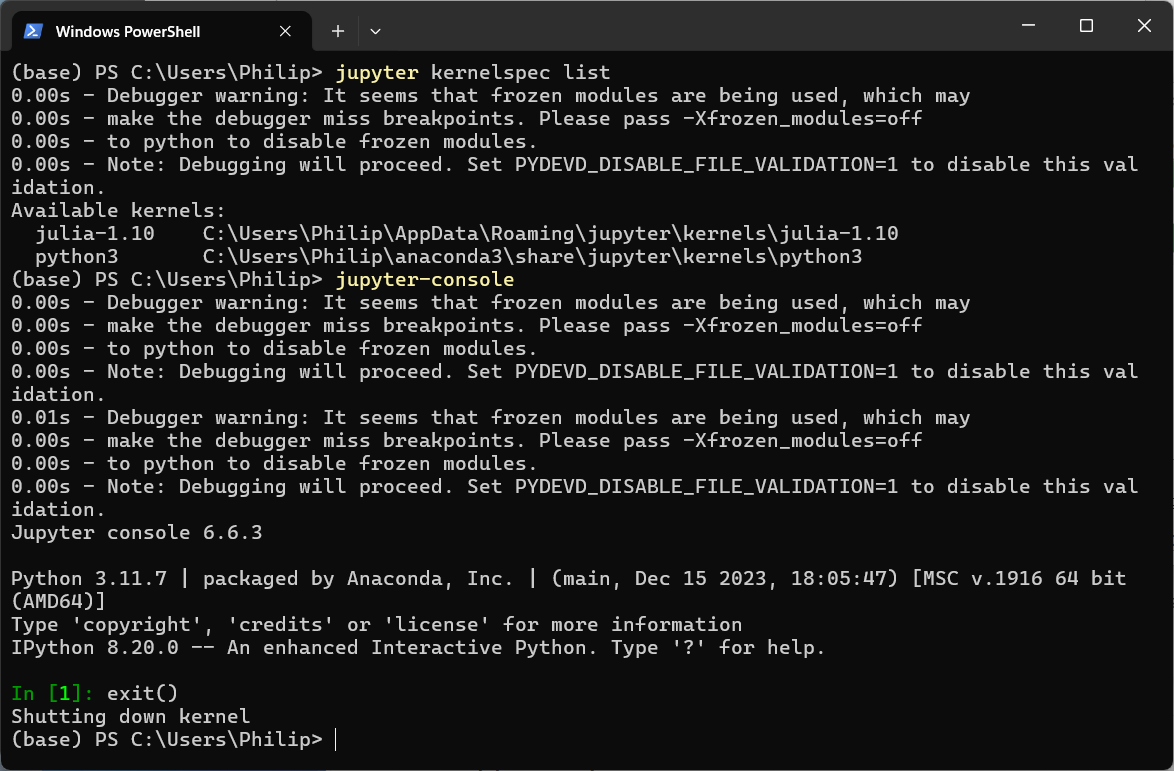 Windows PowerShell
(base) PS C:\Users\Philip> jupyter kernelspec list
0.00s - Debugger warning: It seems that frozen modules are being used, which may
0.00s - make the debugger miss breakpoints. Please pass -Xfrozen_modules=off
0.00s - to python to disable frozen modules.
0.00s - Note: Debugging will proceed. Set PYDEVD_DISABLE_FILE_VALIDATION=1 to disable this val
idation.
Available kernels:
  julia-1.10    C:\Users\Philip\AppData\Roaming\jupyter\kernels\julia-1.10
  python3       C:\Users\Philip\anaconda3\share\jupyter\kernels\python3
(base) PS C:\Users\Philip> jupyter-console
0.00s - Debugger warning: It seems that frozen modules are being used, which may
0.00s - make the debugger miss breakpoints. Please pass -Xfrozen_modules=off
0.00s - to python to disable frozen modules.
0.00s - Note: Debugging will proceed. Set PYDEVD_DISABLE_FILE_VALIDATION=1 to disable this val
idation.
0.01s - Debugger warning: It seems that frozen modules are being used, which may
0.00s - make the debugger miss breakpoints. Please pass -Xfrozen_modules=off
0.00s - to python to disable frozen modules.
0.00s - Note: Debugging will proceed. Set PYDEVD_DISABLE_FILE_VALIDATION=1 to disable this val
idation.
Jupyter console 6.6.3

Python 3.11.7 | packaged by Anaconda, Inc. | (main, Dec 15 2023, 18:05:47) [MSC v.1916 64 bit
(AMD64)]
Type 'copyright', 'credits' or 'license' for more information
IPython 8.20.0 -- An enhanced Interactive Python. Type '?' for help.

In [1]: exit()
Shutting down kernel
(base) PS C:\Users\Philip>